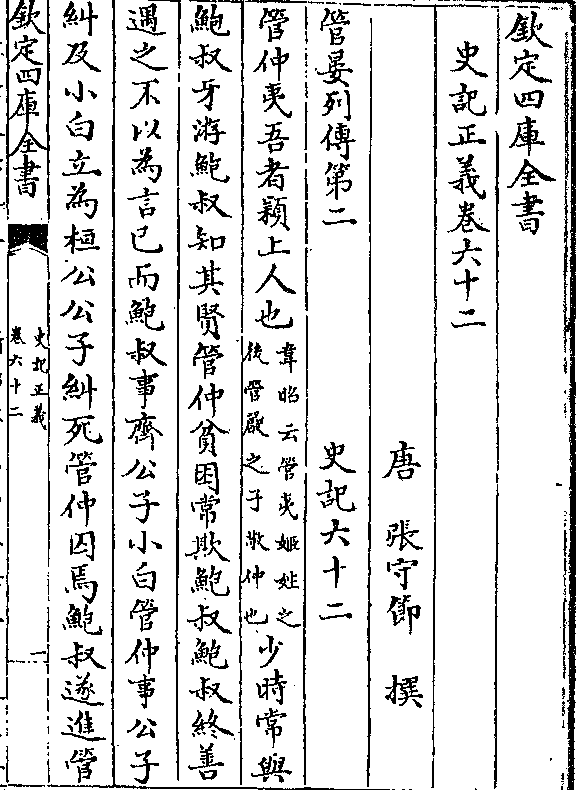 欽定四庫全書
史記正義卷六十二
唐 張守節 撰
管晏列傳第二 史記六十二
管仲夷吾者潁上人也韋昭云管夷姬姓之後管嚴之子敬仲也少時常與
鮑叔牙游鮑叔知其賢管仲貧困常欺鮑叔鮑叔終善
遇之不以為言已而鮑叔事齊公子小白管仲事公子
糾及小白立為桓公公子糾死管仲囚焉鮑叔遂進管
欽定四庫全書
史記正義
卷六十二
一